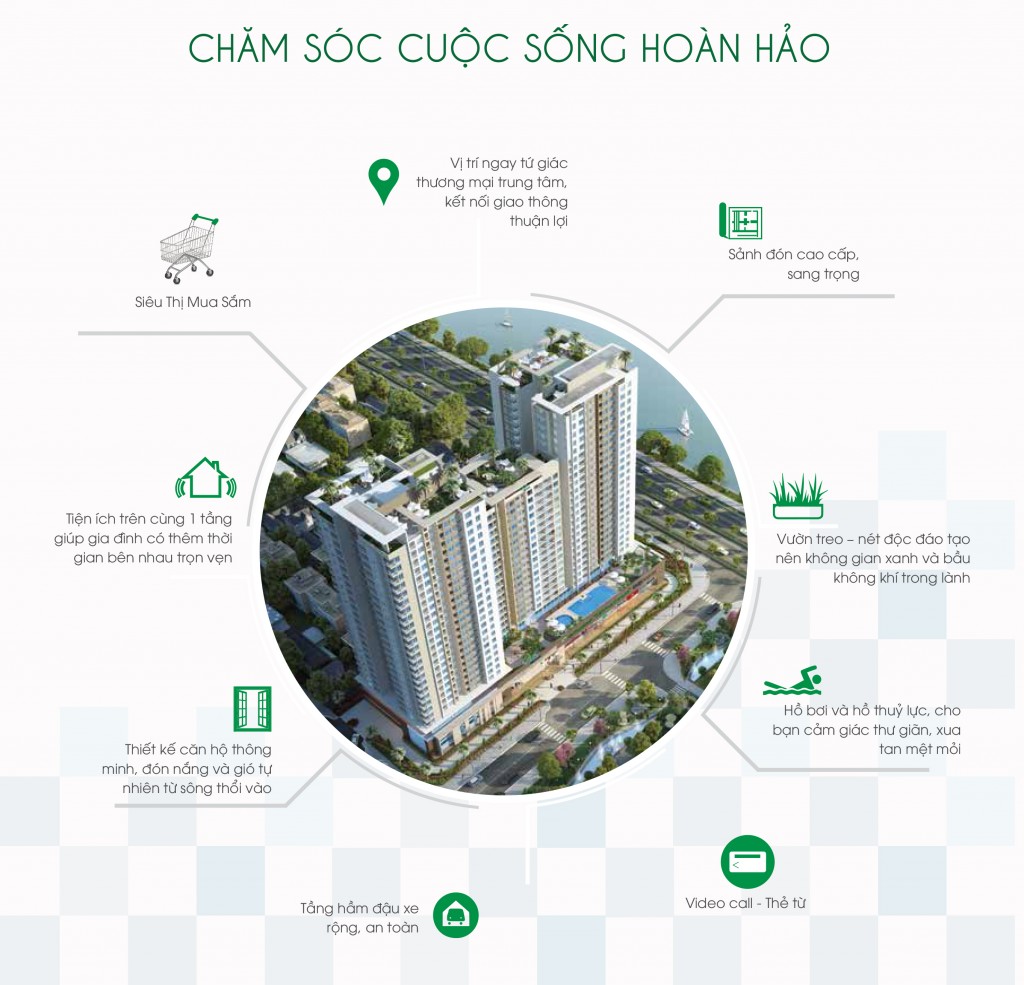 CHĂM SÓC CUỘC SỐNG HOÀN HẢO
Vị trí ngay tứ giác
thương mại trung tâm,
kết nối giao thông
thuận lợi
Sảnh đón cao cấp,
sang trọng
Siêu Thị Mua Sắm
Tiện ích trên cùng 1 tầng
giúp gia đình có thêm thời
gian bên nhau trọn vẹn
Vườn treo – nét độc đáo tạo
nên không gian xanh và bầu
không khí trong lành
Hồ bơi và hồ thuỷ lực, cho
bạn cảm giác thư giãn, xua
tan mệt mỏi
Thiết kế căn hộ thông
minh, đón nắng và gió tự
nhiên từ sông thổi vào
Video call - Thẻ từ
Tầng hầm đậu xe
rộng, an toàn